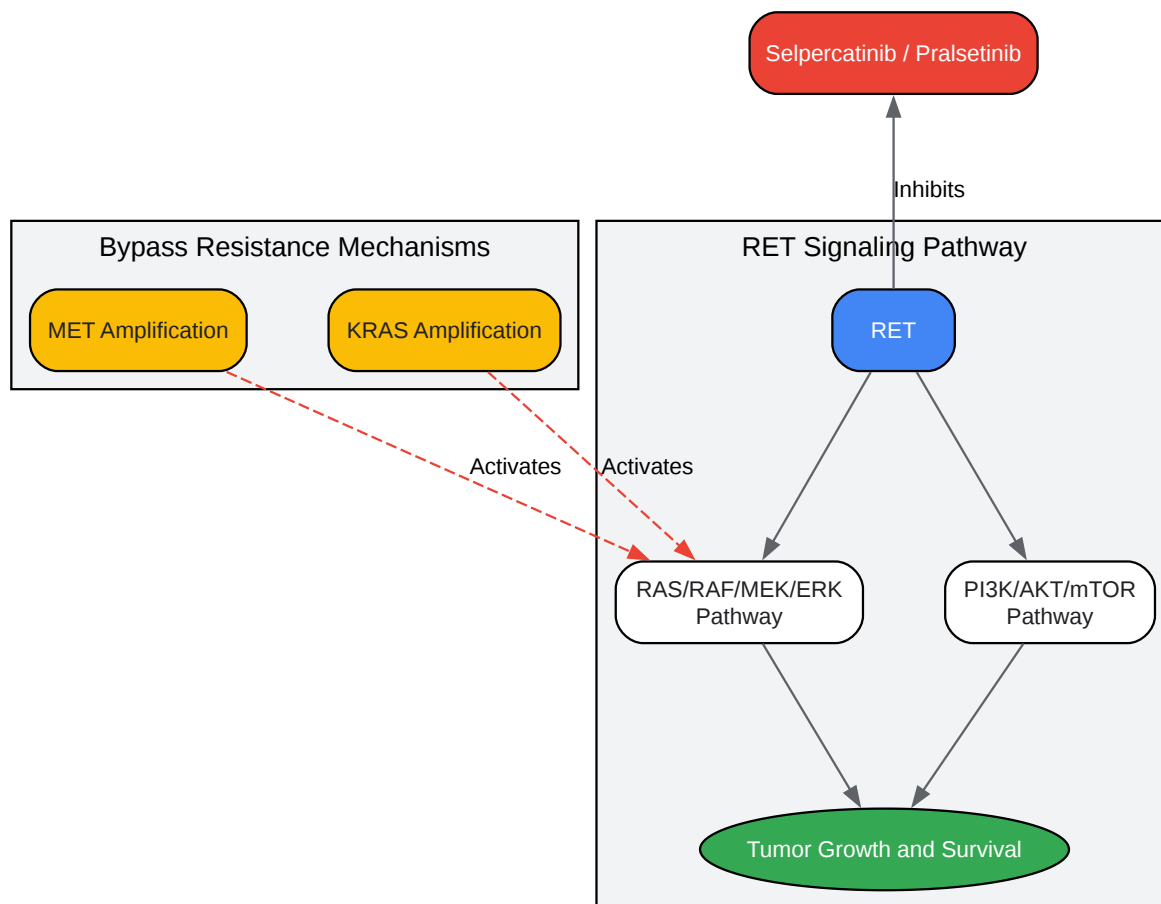 Selpercatinib / Pralsetinib
Inhibits
Bypass Resistance Mechanisms
RET Signaling Pathway
MET Amplification
KRAS Amplification
RET
Activates
Activates
RAS/RAF/MEK/ERK
Pathway
PI3K/AKT/mTOR
Pathway
Tumor Growth and Survival